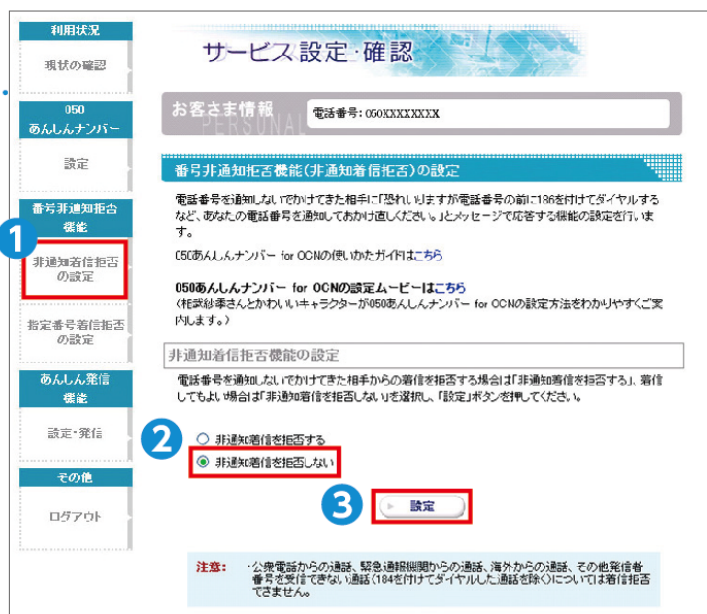 利用状況
現状の確認
050
あんしんナンバー
設定
番号非通知拒否
機能
1
非通知着信拒否
の設定
指定番号着信拒否
の設定
あんしん発信
機能
設定・発信
その他
ログアウト
サービス設定・確認
お客さま情報
PERSONAL
電話番号: 050XXXXXXXX
番号非通知拒否機能(非通知着信拒否)の設定
電話番号を通知しないでかけてきた相手に「恐れいりますが電話番号の前に186を付けてダイヤルする
など、あなたの電話番号を通知しておかけ直しください。」とメッセージで応答する機能の設定を行いま
す。
050あんしんナンバー for OCNの使いかたガイドはこちら
050あんしんナンバー for OCNの設定ムービーはこちら
(相武紗季さんとかわいいキャラクターが050あんしんナンバー for OCNの設定方法をわかりやすくご案
内します。)
非通知着信拒否機能の設定
電話番号を通知しないでかけてきた相手からの着信を拒否する場合は「非通知着信を拒否する」、着信
してもよい場合は「非通知着信を拒否しない」を選択し、「設定」ボタンを押してください。
2
非通知着信を拒否する
非通知着信を拒否しない
3
設定
注意: ・公衆電話からの通話、緊急通報機関からの通話、海外からの通話、その他発信者
番号を受信できない通話(184を付けてダイヤルした通話を除く)については着信拒否
できません。